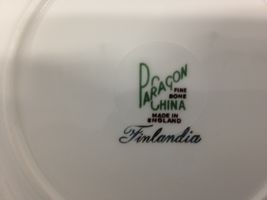 PARAGON
FINE
BONE
CHINA
MADE IN
ENGLAND
Finlandia